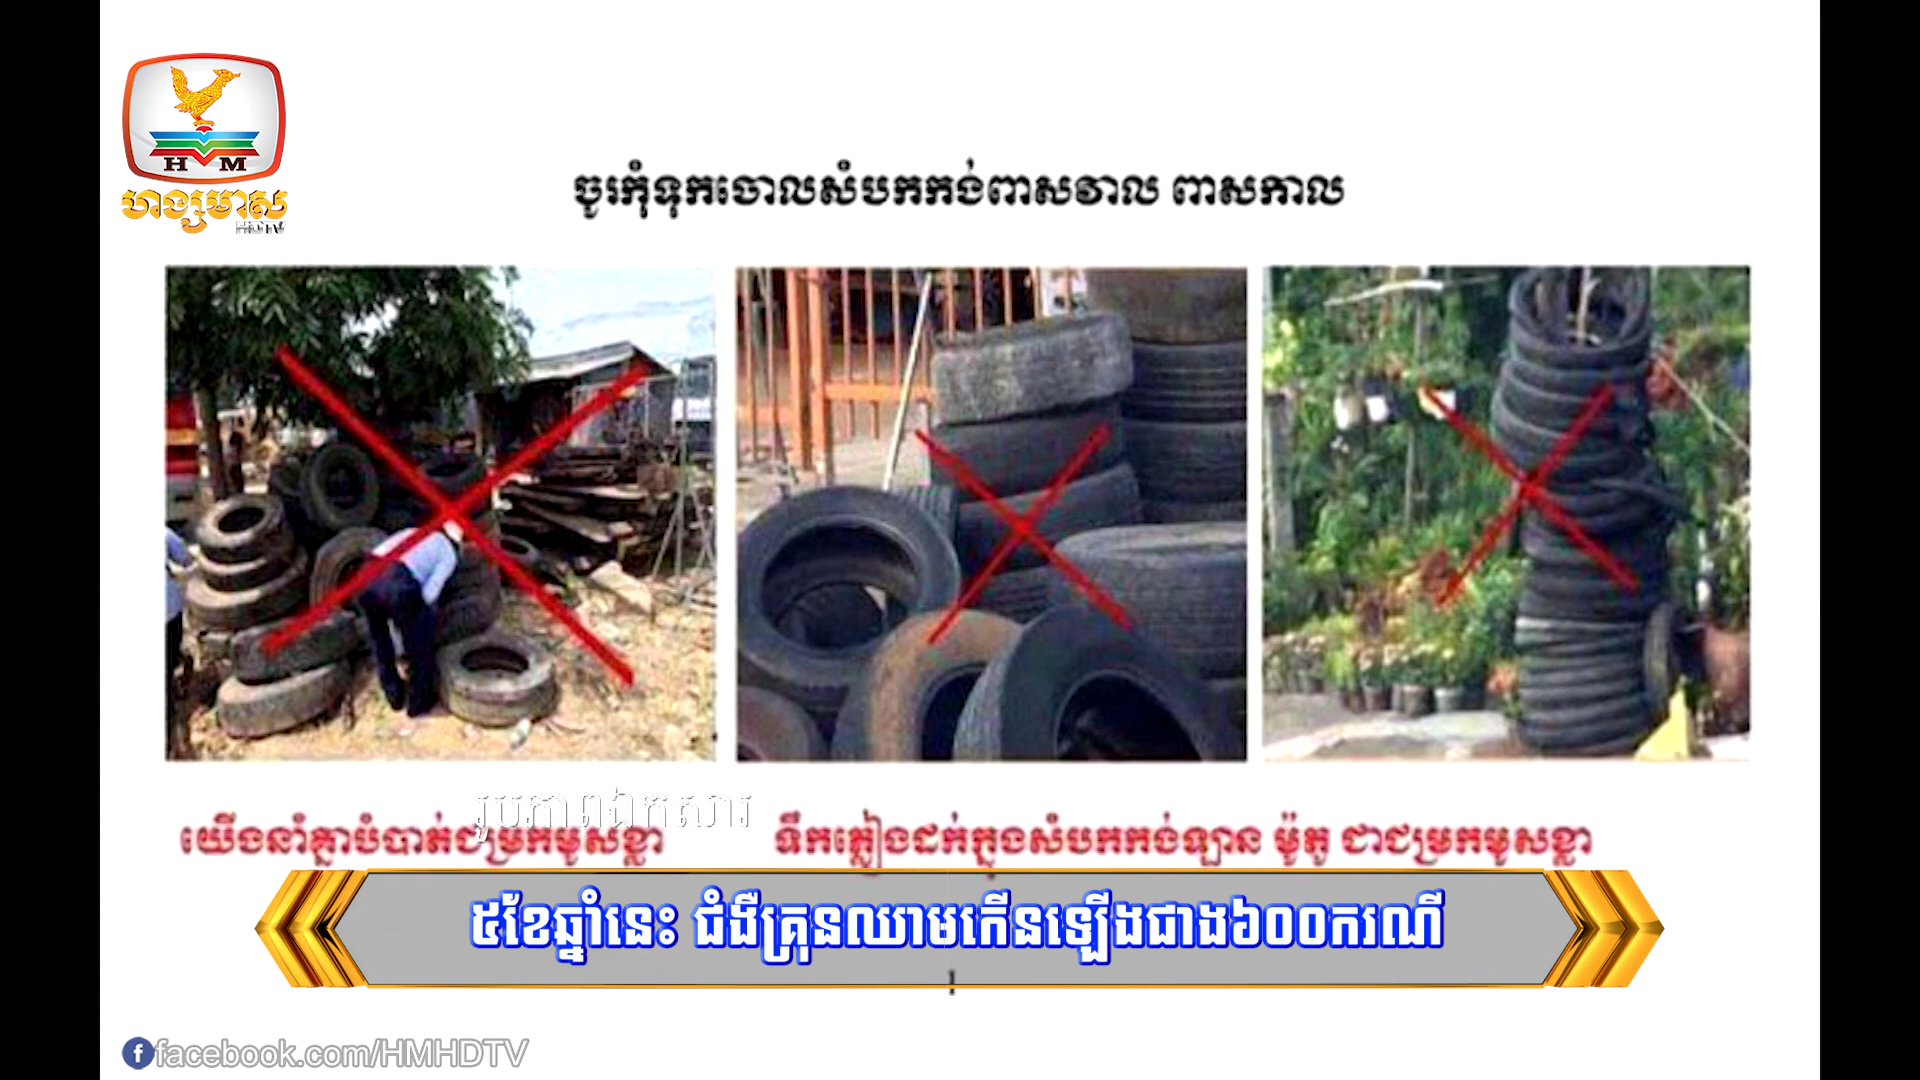 H M
ហង្សមាស
HDTV
ចូរកុំទុកចោលសំបកកង់ពាសវាល ពាសកាល
រូបភាពឯកសារ
យើងនាំគ្នាបំបាត់ជម្រកមូសខ្លា
ទឹកភ្លៀងដក់ក្នុងសំបកកង់ឡាន ម៉ូតូ ជាជម្រកមូសខ្លា
៥ខែឆ្នាំនេះ ជំងឺគ្រុនឈាមកើនឡើងជាង៦០០ករណី
facebook.com/HMHDTV